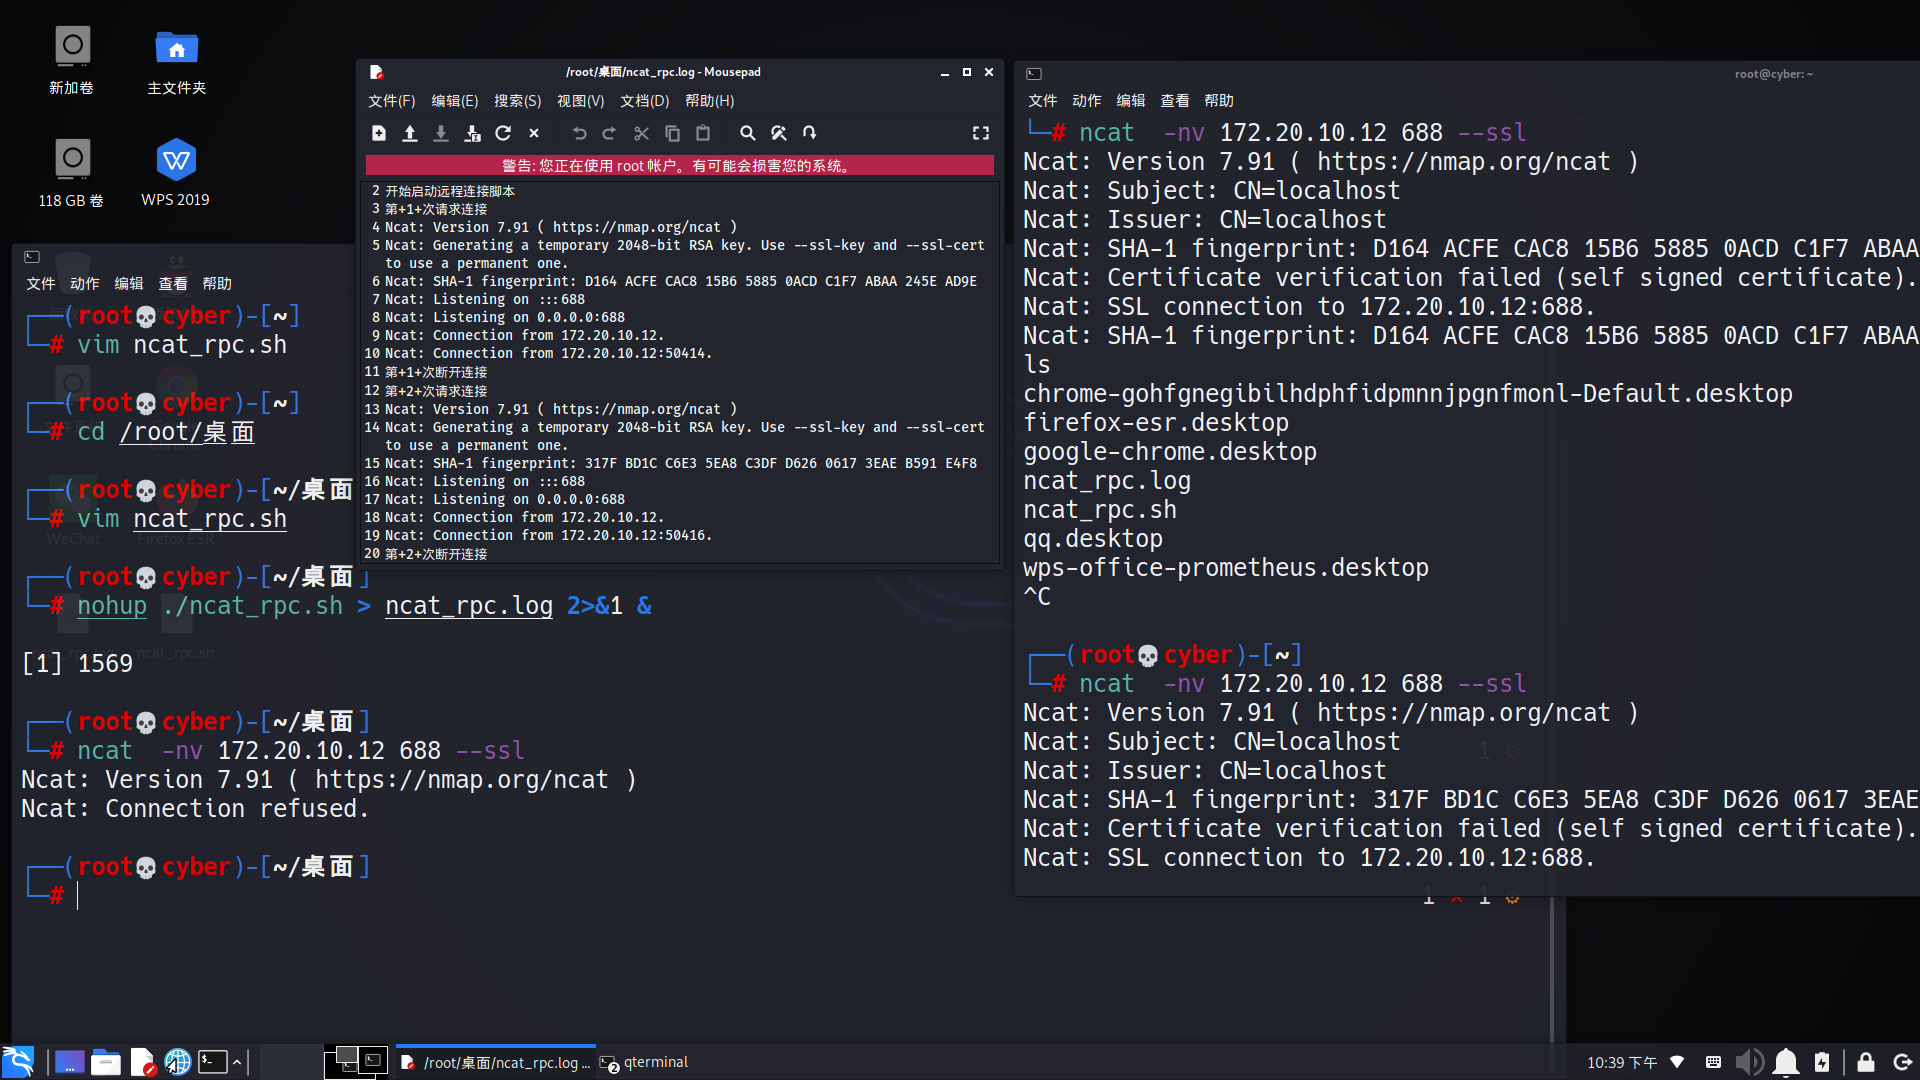 新加卷
主文件夹
118 GB 卷
WPS 2019
文件 动作 编辑 查看 帮助
┌──(root💀cyber)-[~]
└─# vim ncat_rpc.sh
┌──(root💀cyber)-[~]
└─# cd /root/桌面
┌──(root💀cyber)-[~/桌面
└─# vim ncat_rpc.sh
WeChat
Firefox ESR
┌──(root💀cyber)-[~/桌面]
└─# nohup ./ncat_rpc.sh > ncat_rpc.log 2>&1 &
ncat_rpc.sh
[1] 1569
┌──(root💀cyber)-[~/桌面]
└─# ncat  -nv 172.20.10.12 688 --ssl
Ncat: Version 7.91 ( https://nmap.org/ncat )
Ncat: Connection refused.
┌──(root💀cyber)-[~/桌面]
└─#
1 1
/root/桌面/ncat_rpc.log - Mousepad
文件(F) 编辑(E) 搜索(S) 视图(V) 文档(D) 帮助(H)
警告: 您正在使用 root 帐户。有可能会损害您的系统。
2 开始启动远程连接脚本
3 第+1+次请求连接
4 Ncat: Version 7.91 ( https://nmap.org/ncat )
5 Ncat: Generating a temporary 2048-bit RSA key. Use --ssl-key and --ssl-cert
to use a permanent one.
6 Ncat: SHA-1 fingerprint: D164 ACFE CAC8 15B6 5885 0ACD C1F7 ABAA 245E AD9E
7 Ncat: Listening on :::688
8 Ncat: Listening on 0.0.0.0:688
9 Ncat: Connection from 172.20.10.12.
10 Ncat: Connection from 172.20.10.12:50414.
11 第+1+次断开连接
12 第+2+次请求连接
13 Ncat: Version 7.91 ( https://nmap.org/ncat )
14 Ncat: Generating a temporary 2048-bit RSA key. Use --ssl-key and --ssl-cert
to use a permanent one.
15 Ncat: SHA-1 fingerprint: 317F BD1C C6E3 5EA8 C3DF D626 0617 3EAE B591 E4F8
16 Ncat: Listening on :::688
17 Ncat: Listening on 0.0.0.0:688
18 Ncat: Connection from 172.20.10.12.
19 Ncat: Connection from 172.20.10.12:50416.
20 第+2+次断开连接
root@cyber: ~
文件 动作 编辑 查看 帮助
└─# ncat  -nv 172.20.10.12 688 --ssl
Ncat: Version 7.91 ( https://nmap.org/ncat )
Ncat: Subject: CN=localhost
Ncat: Issuer: CN=localhost
Ncat: SHA-1 fingerprint: D164 ACFE CAC8 15B6 5885 0ACD C1F7 ABAA
Ncat: Certificate verification failed (self signed certificate).
Ncat: SSL connection to 172.20.10.12:688.
Ncat: SHA-1 fingerprint: D164 ACFE CAC8 15B6 5885 0ACD C1F7 ABAA
ls
chrome-gohfgnegibilhdphfidpmnnjpgnfmonl-Default.desktop
firefox-esr.desktop
google-chrome.desktop
ncat_rpc.log
ncat_rpc.sh
qq.desktop
wps-office-prometheus.desktop
^C
┌──(root💀cyber)-[~]
└─# ncat  -nv 172.20.10.12 688 --ssl
Ncat: Version 7.91 ( https://nmap.org/ncat )
Ncat: Subject: CN=localhost
Ncat: Issuer: CN=localhost
Ncat: SHA-1 fingerprint: 317F BD1C C6E3 5EA8 C3DF D626 0617 3EAE
Ncat: Certificate verification failed (self signed certificate).
Ncat: SSL connection to 172.20.10.12:688.
/root/桌面/ncat_rpc.log ...
2 qterminal
10:39 下午